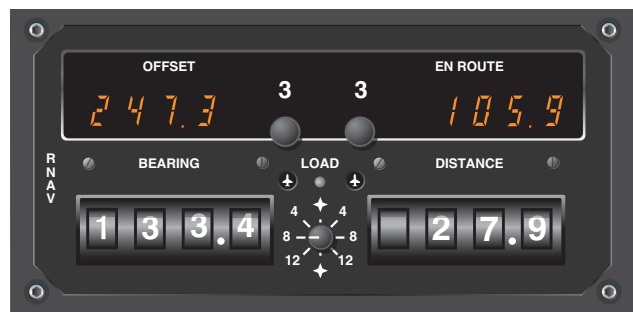 OFFSET EN ROUTE
247.3 3 3 105.9
RNAV
BEARING LOAD DISTANCE
4 4
133.4 8 8 27.9
12 12